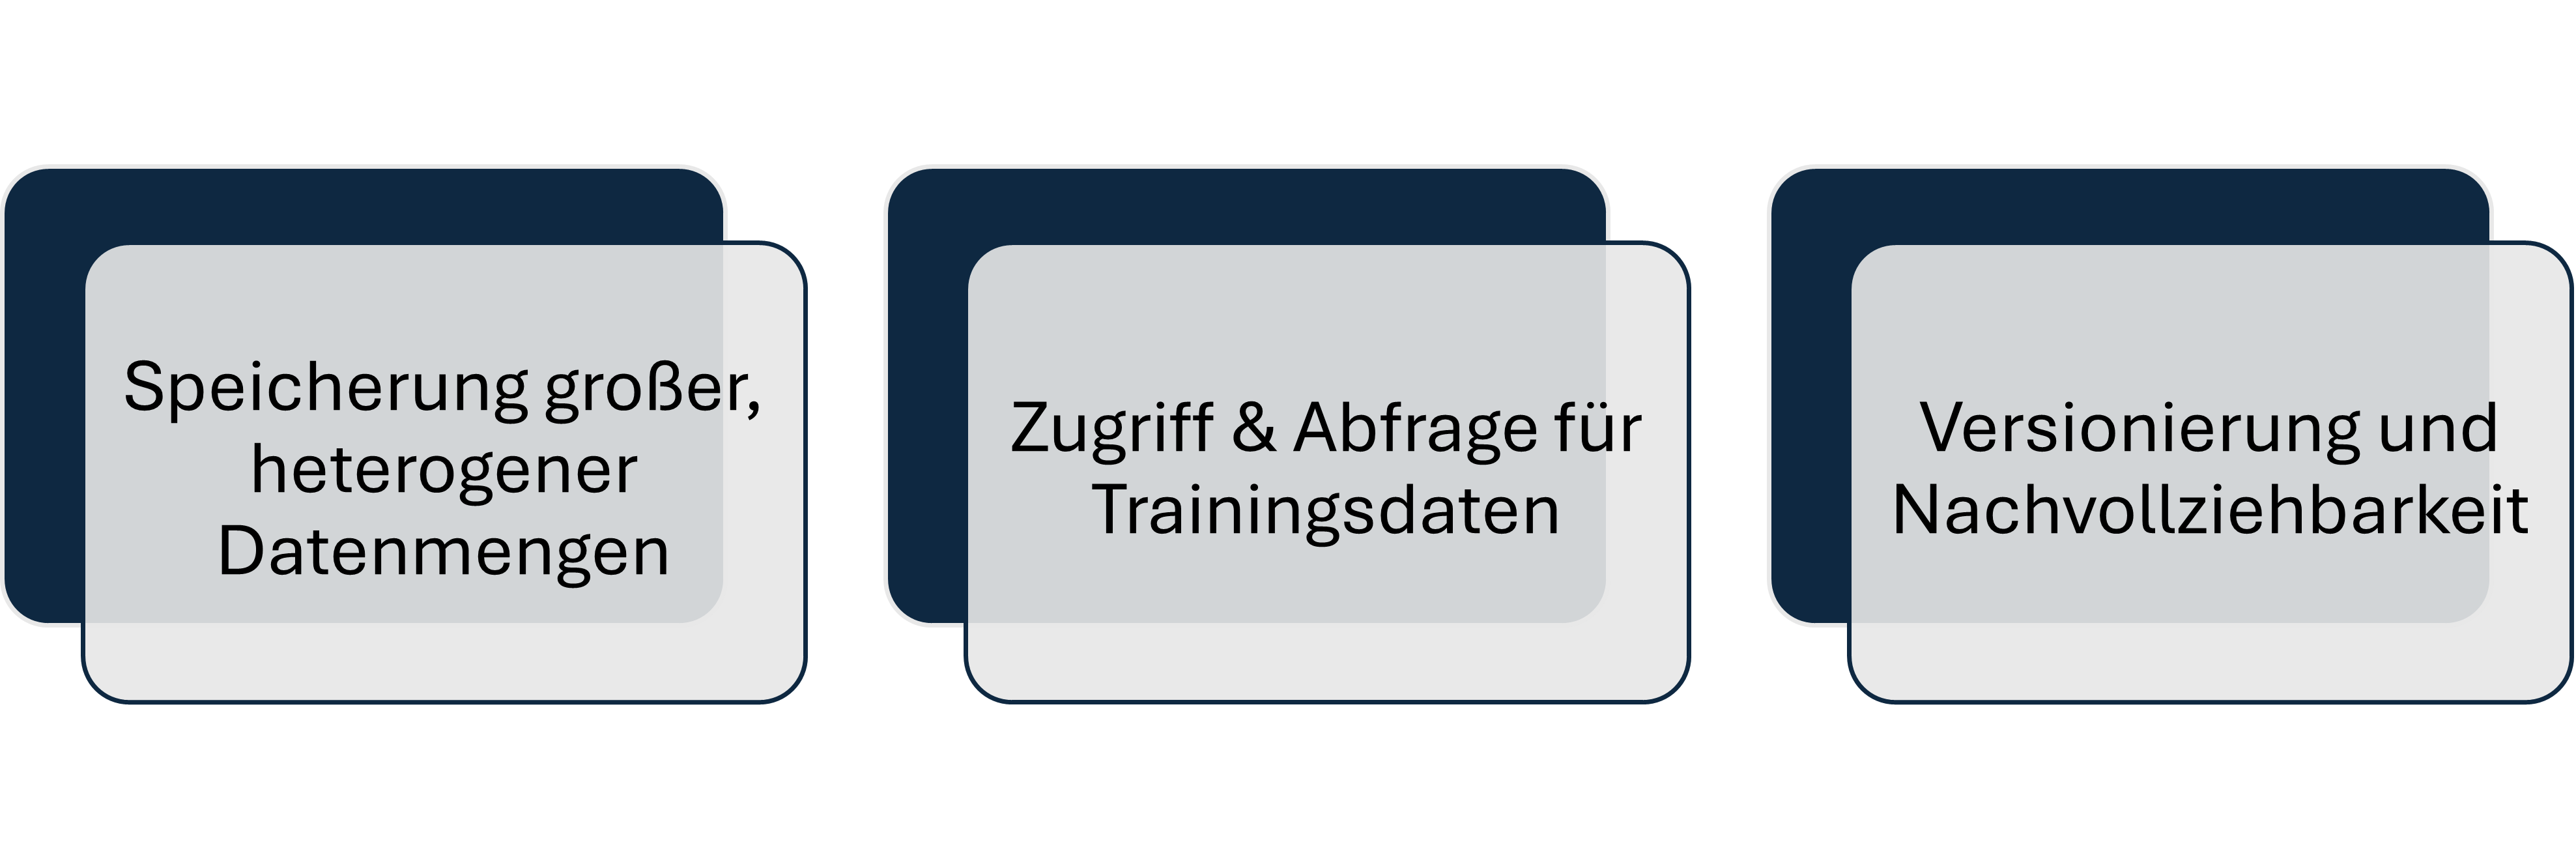 Speicherung großer,
heterogener
Datenmengen
Zugriff & Abfrage für
Trainingsdaten
Versionierung und
Nachvollziehbarkeit